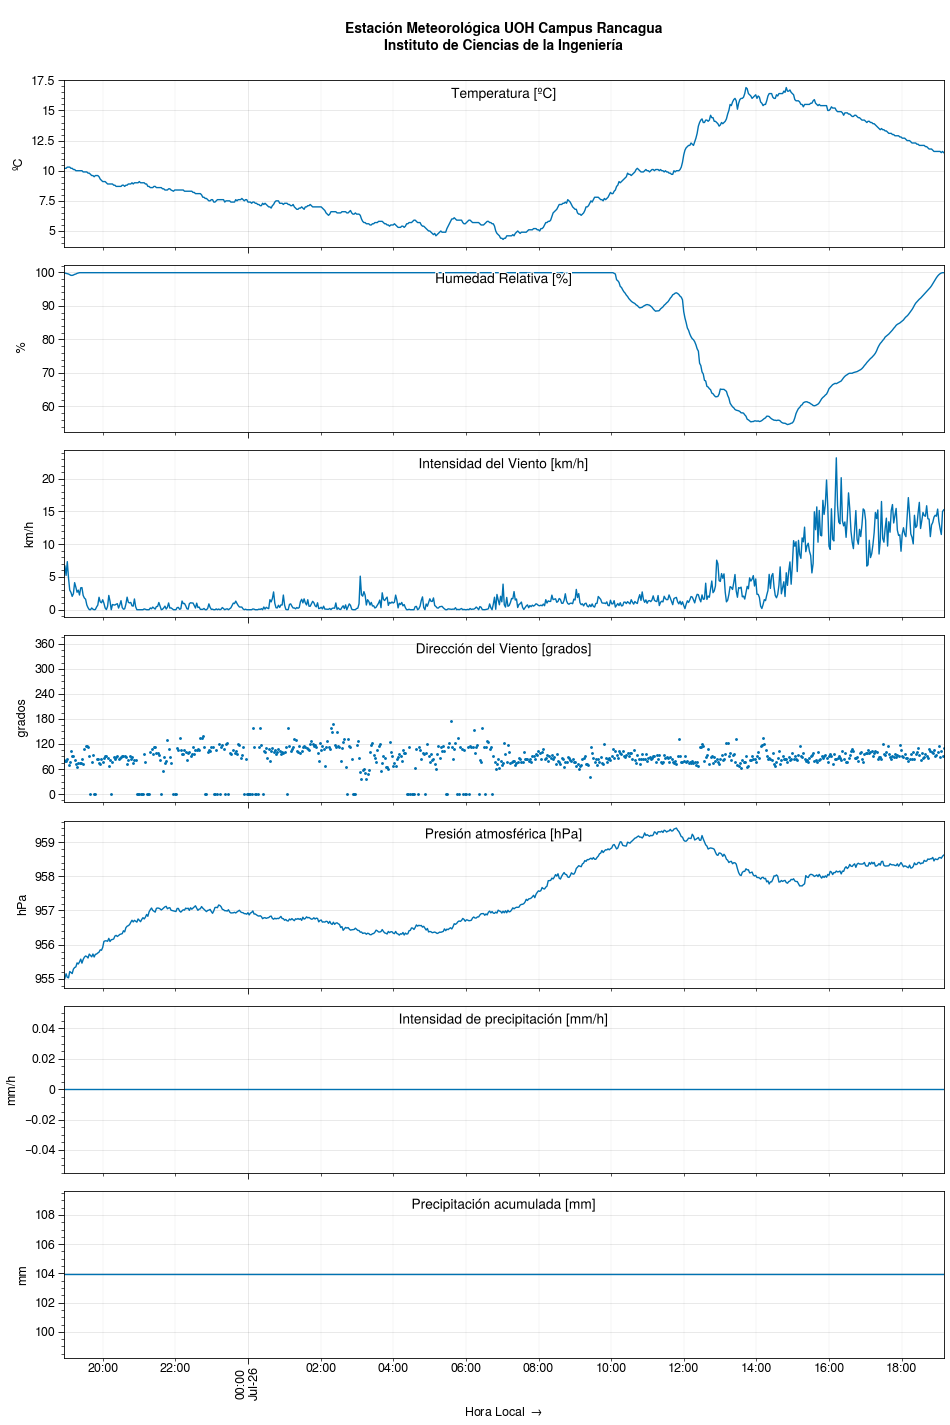 Estación Meteorológica UOH Campus Rancagua
Instituto de Ciencias de la Ingeniería
Temperatura [ºC]
ºC
17.5
15
12.5
10
7.5
5
Humedad Relativa [%]
%
100
90
80
70
60
Intensidad del Viento [km/h]
km/h
20
15
10
5
0
Dirección del Viento [grados]
grados
360
300
240
180
120
60
0
Presión atmosférica [hPa]
hPa
959
958
957
956
955
Intensidad de precipitación [mm/h]
mm/h
0.04
0.02
0
−0.02
−0.04
Precipitación acumulada [mm]
mm
108
106
104
102
100
20:00 22:00 00:00 02:00 04:00 06:00 08:00 10:00 12:00 14:00 16:00 18:00
Jul-26
Hora Local →